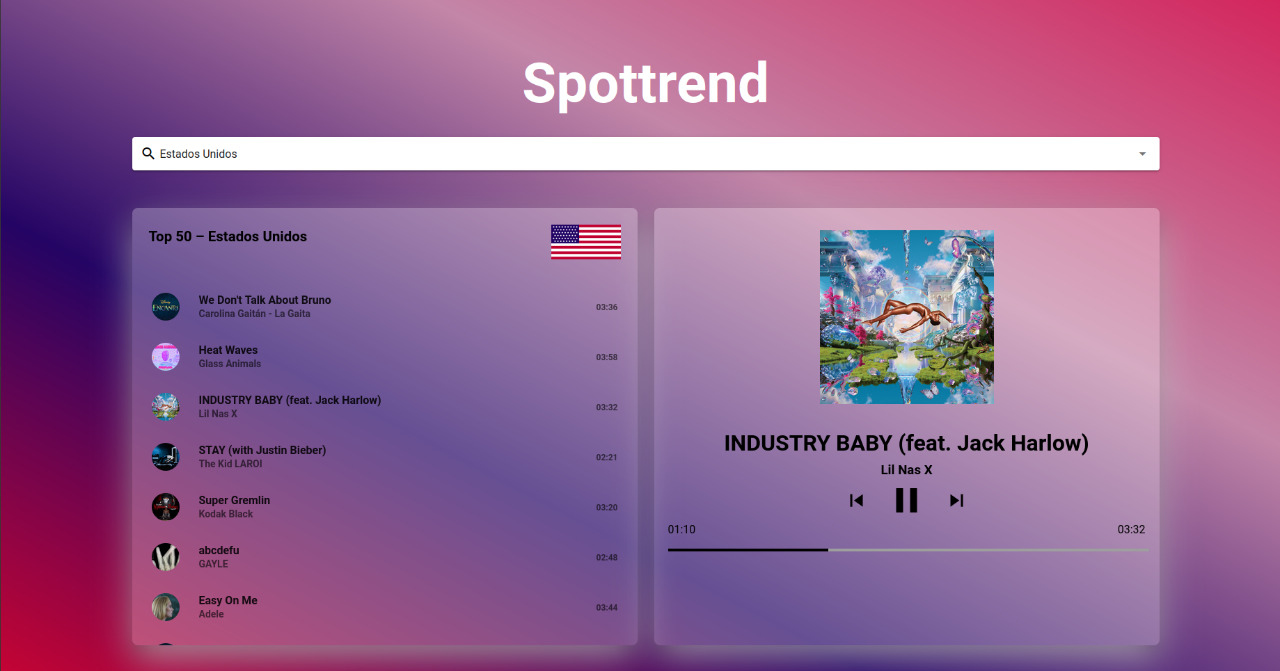 Spottrend
Estados Unidos
Top 50 – Estados Unidos
We Don't Talk About Bruno
Carolina Gaitán - La Gaita
03:36
Heat Waves
Glass Animals
03:58
INDUSTRY BABY (feat. Jack Harlow)
Lil Nas X
03:32
STAY (with Justin Bieber)
The Kid LAROI
02:21
Super Gremlin
Kodak Black
03:20
abcdefu
GAYLE
02:48
Easy On Me
Adele
03:44
INDUSTRY BABY (feat. Jack Harlow)
Lil Nas X
01:10
03:32